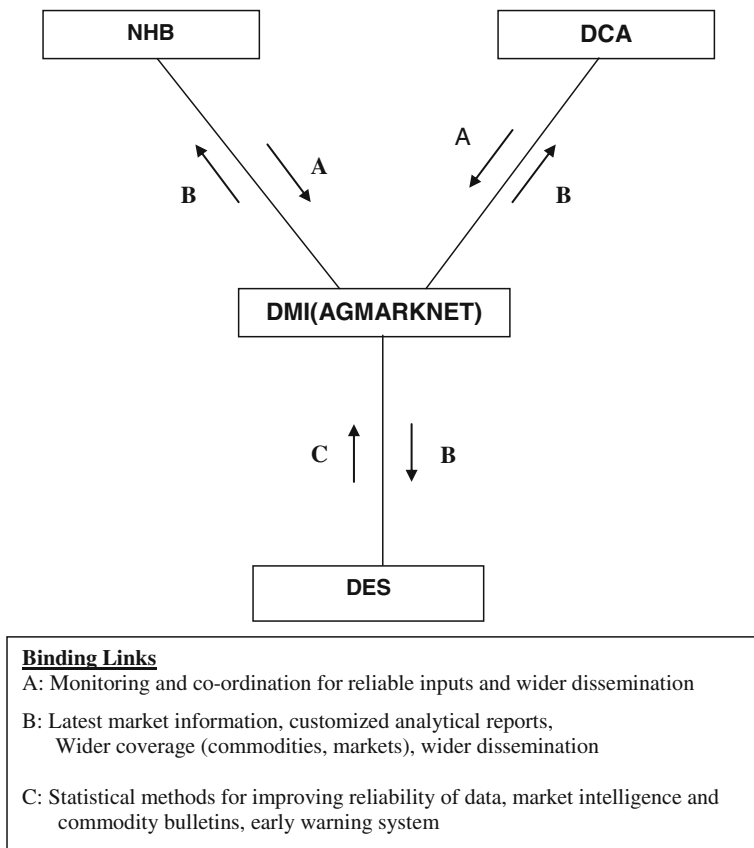 NHB
DCA
A
A
B
B
DMI(AGMARKNET)
C
B
DES
Binding Links
A: Monitoring and co-ordination for reliable inputs and wider dissemination
B: Latest market information, customized analytical reports,
Wider coverage (commodities, markets), wider dissemination
C: Statistical methods for improving reliability of data, market intelligence and
commodity bulletins, early warning system